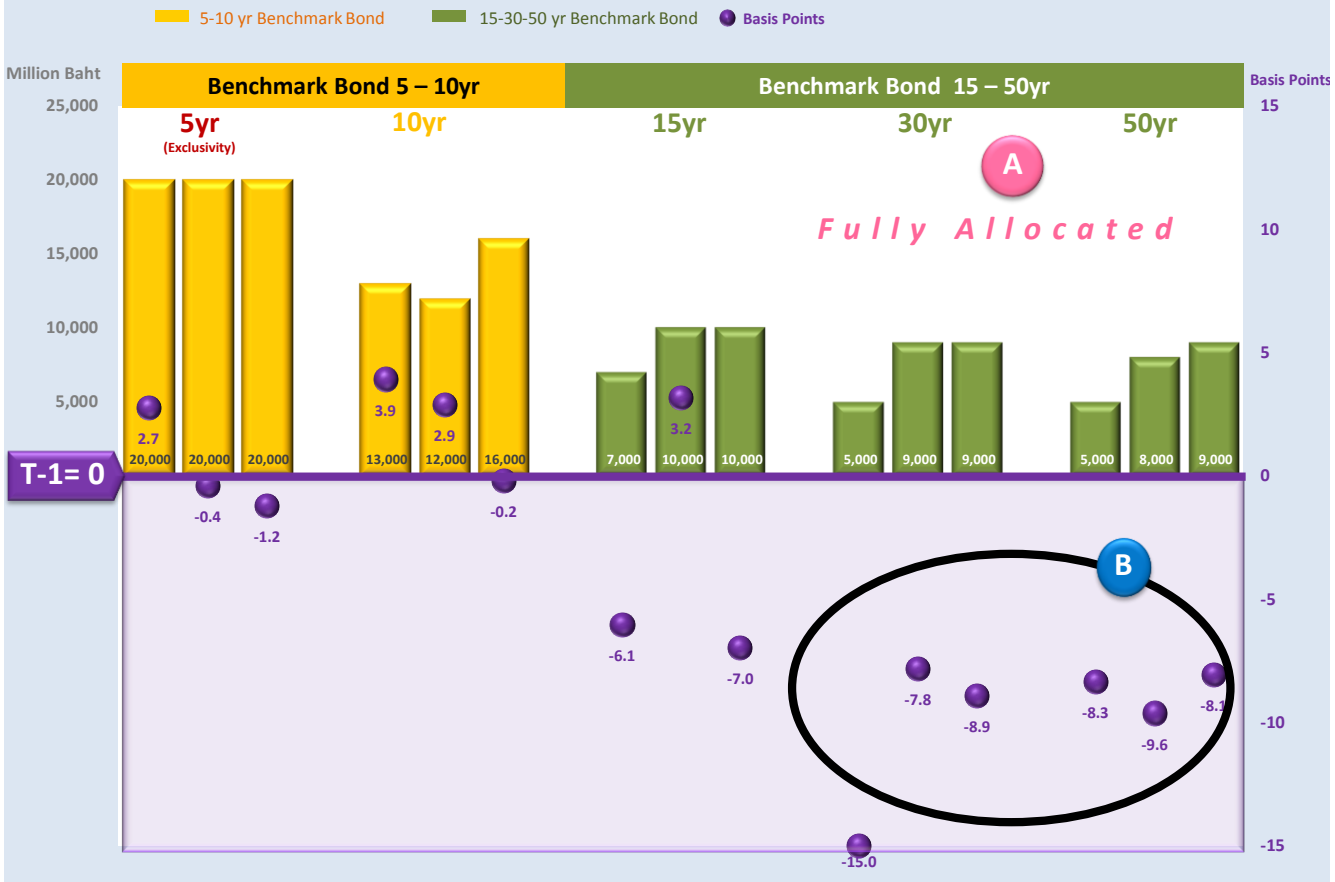 5-10 yr Benchmark Bond 15-30-50 yr Benchmark Bond Basis Points
Million Baht Benchmark Bond 5 – 10yr Benchmark Bond 15 – 50yr Basis Points
25,000 15
5yr 10yr 15yr 30yr 50yr
(Exclusivity)
A
20,000
Fully Allocated 10
15,000
10,000
5
5,000
3.9
2.7 2.9 3.2
20,000 20,000 20,000 13,000 12,000 16,000 7,000 10,000 10,000 5,000 9,000 9,000 5,000 8,000 9,000
T-1= 0 0
-0.4 -0.2
-1.2
B
-5
-6.1
-7.0
-7.8 -8.3 -8.1
-8.9 -10
-9.6
-15
-15.0